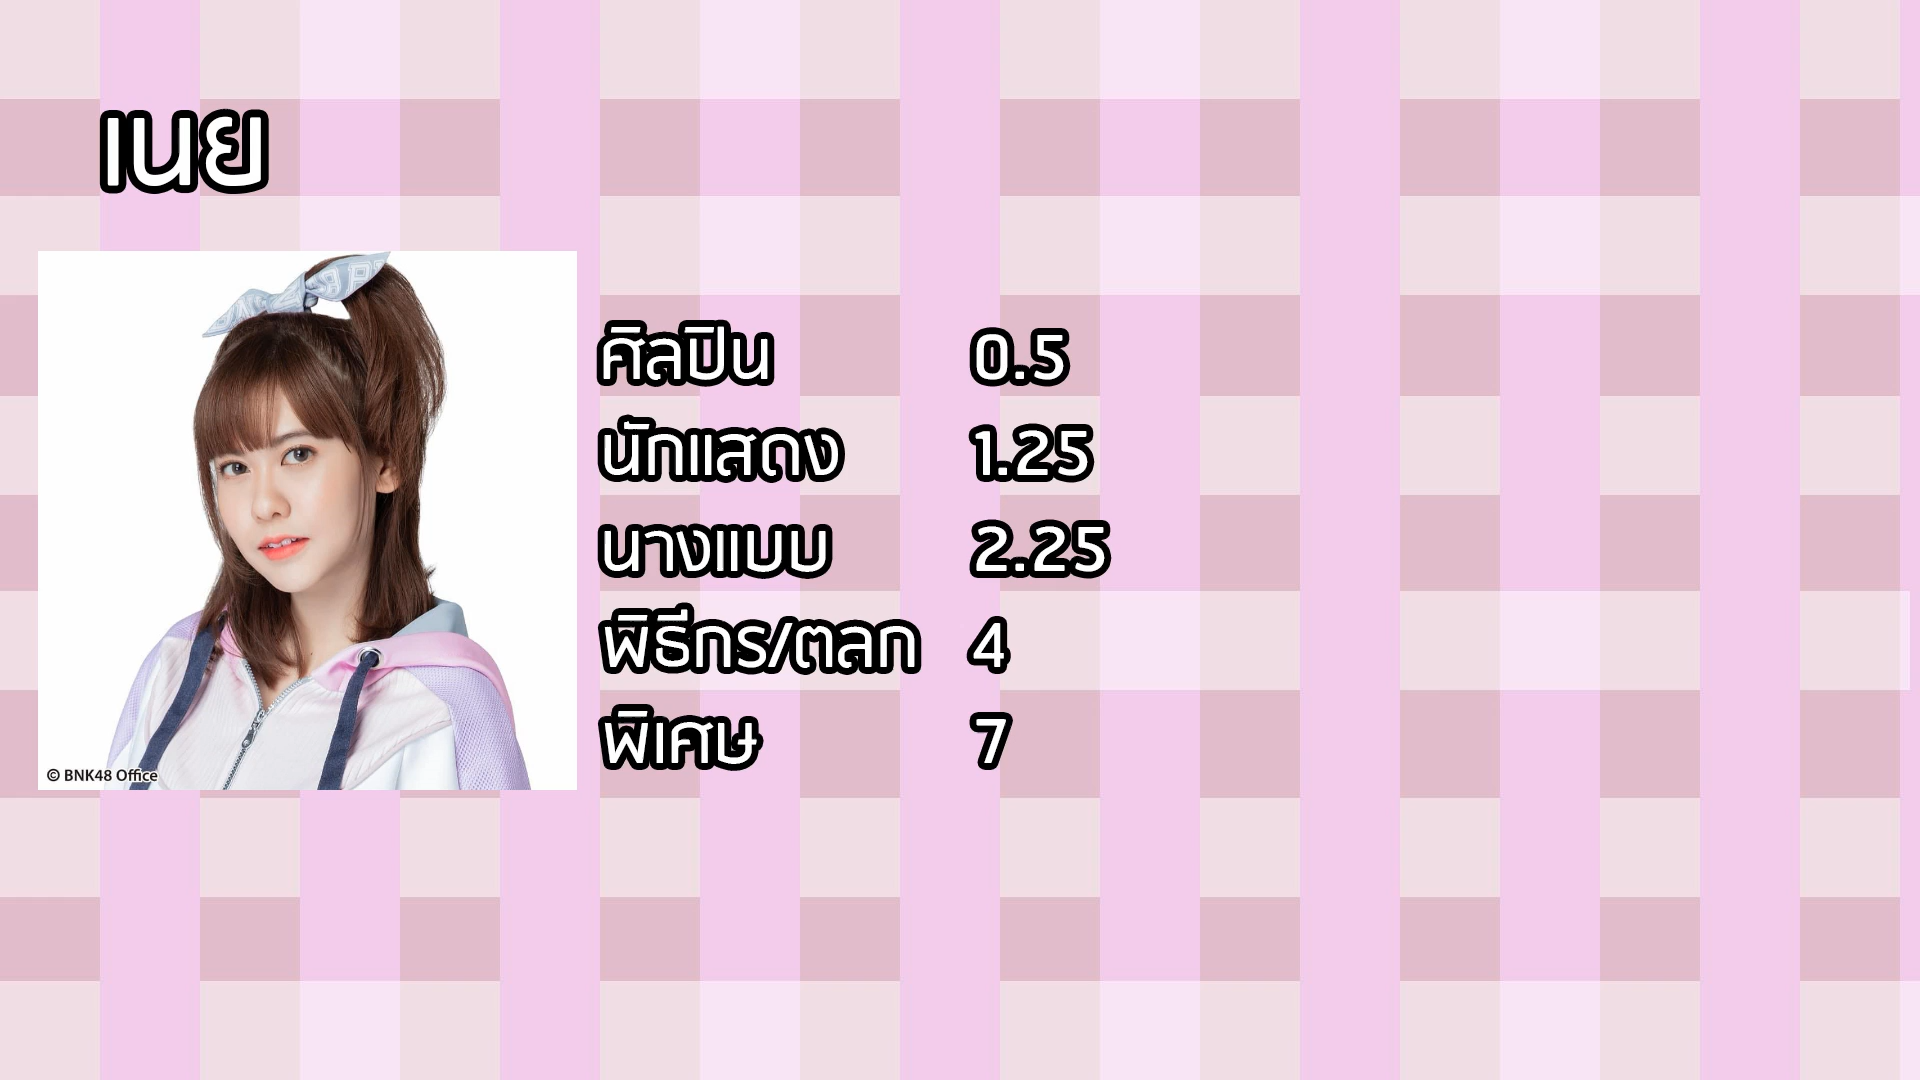 เนย
ศิลปิน 0.5
นักแสดง 1.25
นางแบบ 2.25
พิธีกร/ตลก 4
พิเศษ 7
© BNK48 Office